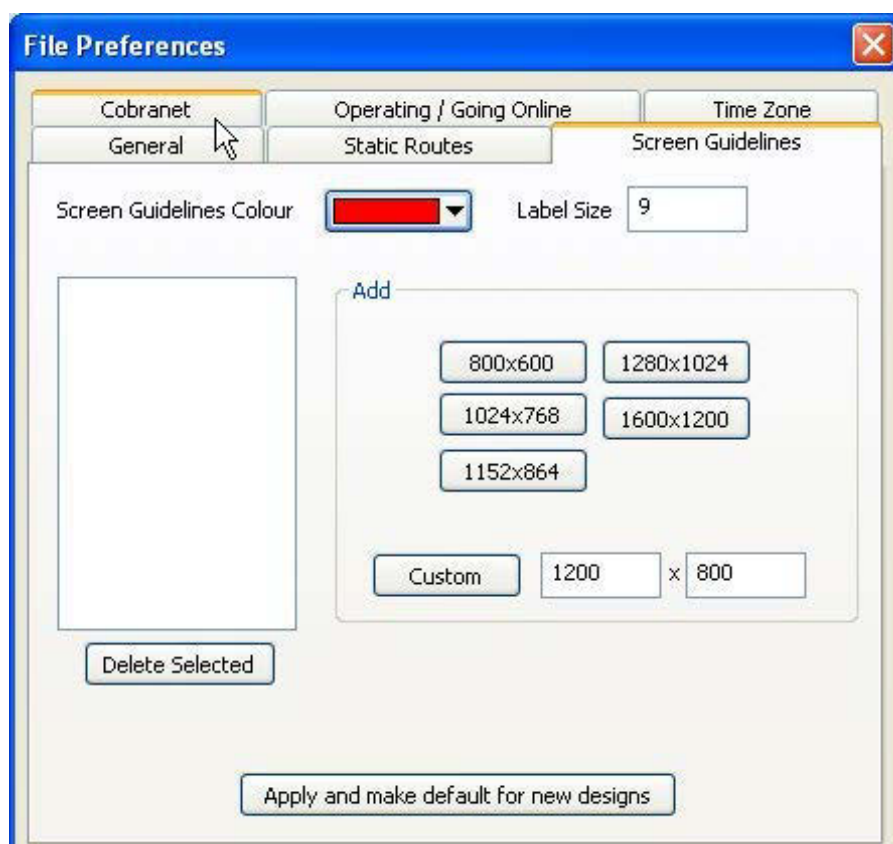 File Preferences
Cobranet Operating / Going Online Time Zone
General Static Routes Screen Guidelines
Screen Guidelines Colour Label Size 9
Add
800x600 1280x1024
1024x768 1600x1200
1152x864
Custom 1200 x 800
Delete Selected
Apply and make default for new designs